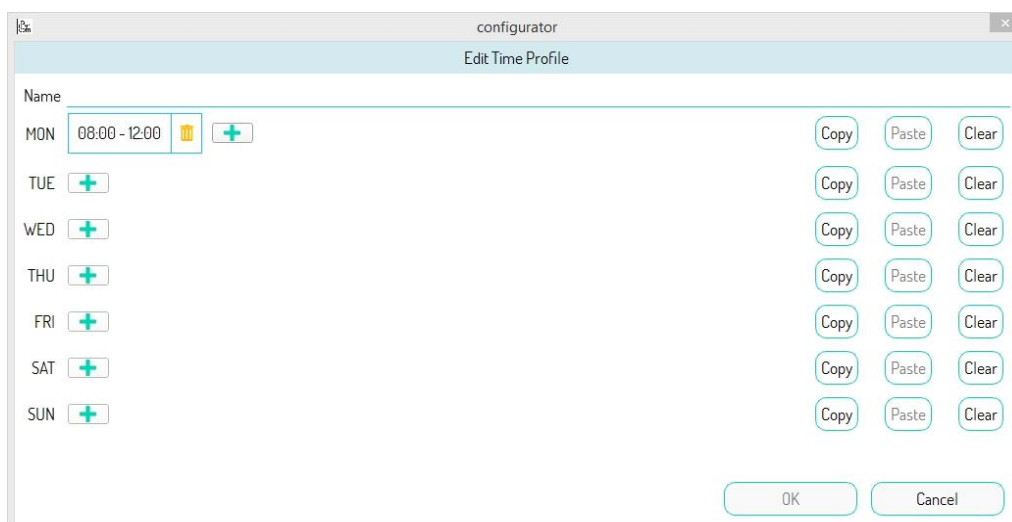 configurator
Edit Time Profile
Name
MON 08:00 - 12:00 Copy Paste Clear
TUE Copy Paste Clear
WED Copy Paste Clear
THU Copy Paste Clear
FRI Copy Paste Clear
SAT Copy Paste Clear
SUN Copy Paste Clear
OK Cancel